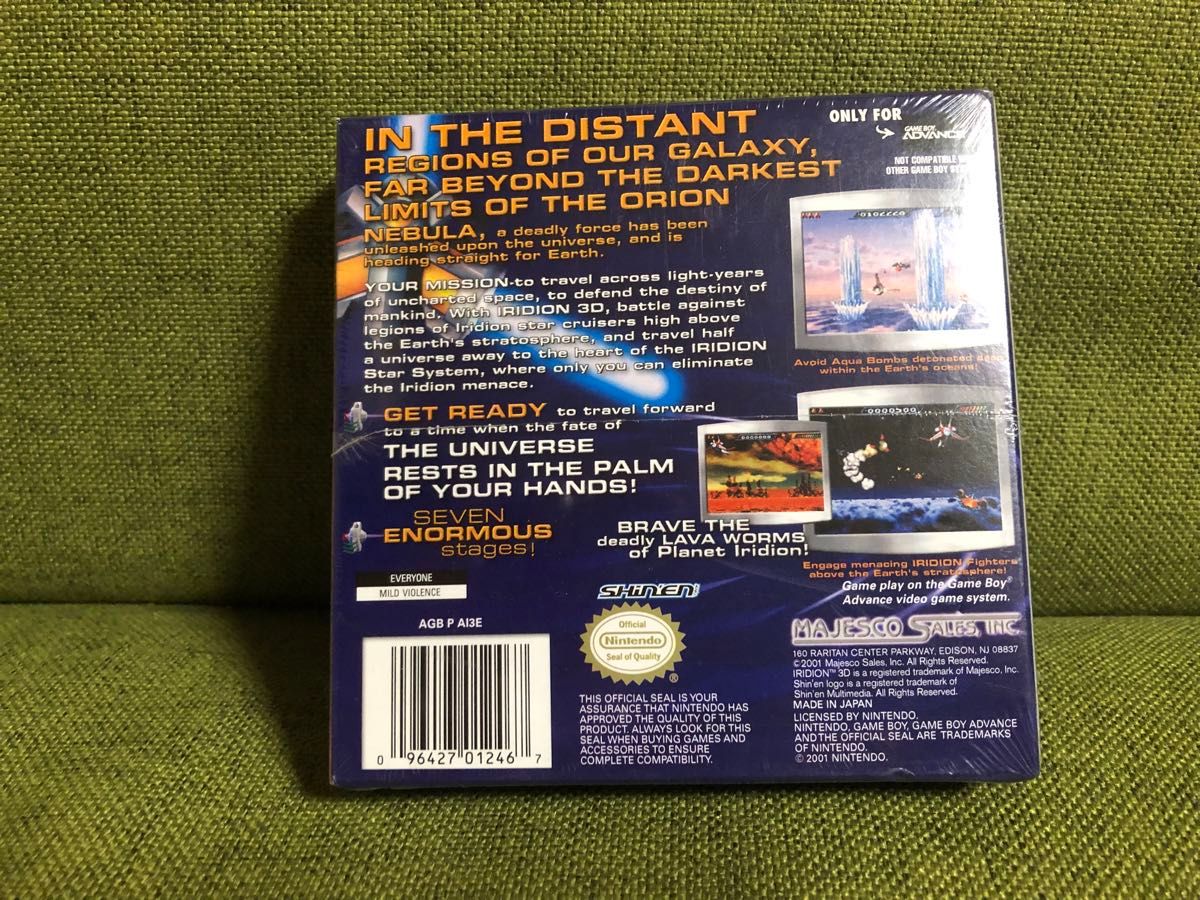 IN THE DISTANT
REGIONS OF OUR GALAXY,
FAR BEYOND THE DARKEST
LIMITS OF THE ORION
NEBULA, a deadly force has been
unleashed upon the universe, and is
heading straight for Earth.
YOUR MISSION-to travel across light-years
of uncharted space, to defend the destiny of
mankind. With IRIDION 3D, battle against
legions of Iridion star cruisers high above
the Earth's stratosphere, and travel half
a universe away to the heart of the IRIDION
Star System, where only you can eliminate
the Iridion menace.
GET READY to travel forward
to a time when the fate of
THE UNIVERSE
RESTS IN THE PALM
OF YOUR HANDS!
SEVEN
ENORMOUS
stages!
ONLY FOR
GAME BOY
ADVANCE
NOT COMPATIBLE
OTHER GAME BOY
Avoid Aqua Bombs detonated deep
within the Earth's oceans!
0000500
BRAVE THE
deadly LAVA WORMS
of Planet Iridion!
Engage menacing IRIDION Fighters
above the Earth's stratosphere!
Game play on the Game Boy®
Advance video game system.
EVERYONE
MILD VIOLENCE
AGB P AI3E
0 96427 01246 7
SHIN'EN
Official
Nintendo
Seal of Quality
®
THIS OFFICIAL SEAL IS YOUR
ASSURANCE THAT NINTENDO HAS
APPROVED THE QUALITY OF THIS
PRODUCT. ALWAYS LOOK FOR THIS
SEAL WHEN BUYING GAMES AND
ACCESSORIES TO ENSURE
COMPLETE COMPATIBILITY.
MAJESCO SALES, INC
160 RARITAN CENTER PARKWAY, EDISON, NJ 08837
© 2001 Majesco Sales, Inc. All Rights Reserved.
IRIDION™ 3D is a registered trademark of Majesco, Inc.
Shin'en logo is a registered trademark of
Shin'en Multimedia. All Rights Reserved.
MADE IN JAPAN
LICENSED BY NINTENDO.
NINTENDO, GAME BOY, GAME BOY ADVANCE
AND THE OFFICIAL SEAL ARE TRADEMARKS
OF NINTENDO.
© 2001 NINTENDO.